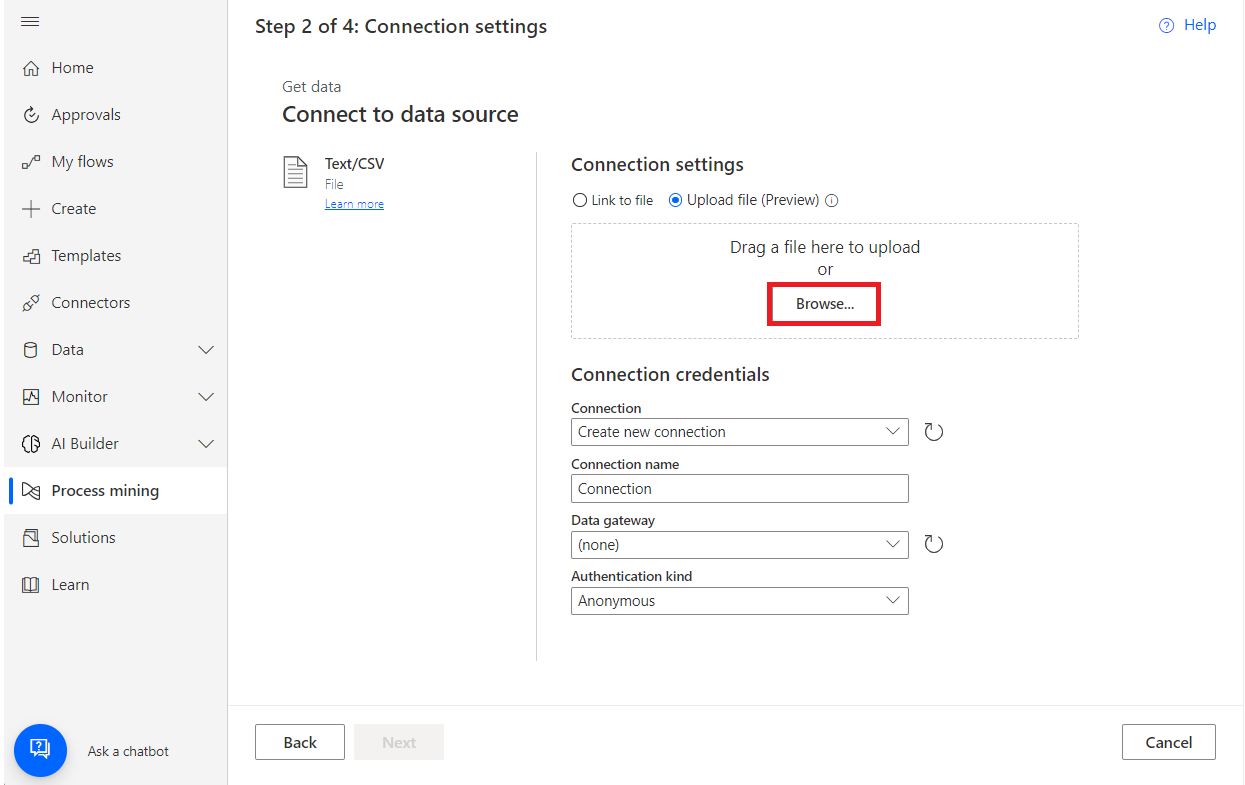 Step 2 of 4: Connection settings
Help
Home
Approvals
My flows
Create
Templates
Connectors
Data
Monitor
AI Builder
Process mining
Solutions
Learn
Ask a chatbot
Get data
Connect to data source
Text/CSV
File
Learn more
Connection settings
Link to file
Upload file (Preview)
Drag a file here to upload
or
Browse...
Connection credentials
Connection
Create new connection
Connection name
Connection
Data gateway
(none)
Authentication kind
Anonymous
Back
Next
Cancel